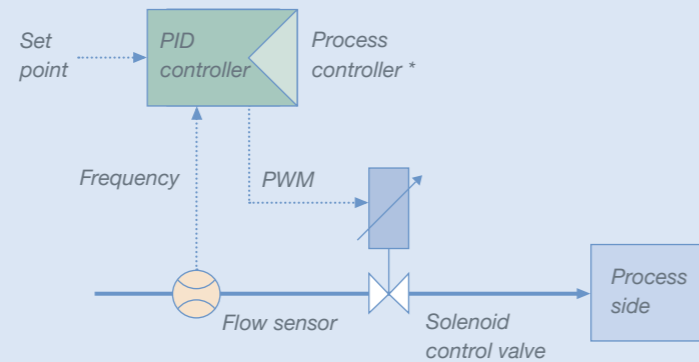 Set
point
PID
controller
Process
controller *
Frequency
PWM
Flow sensor
Solenoid
control valve
Process
side